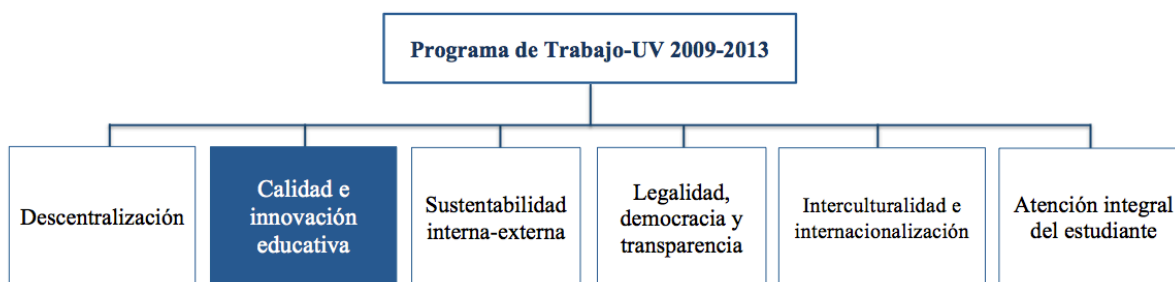 Programa de Trabajo-UV 2009-2013
Descentralización
Calidad e
innovación
educativa
Sustentabilidad
interna-externa
Legalidad,
democracia y
transparencia
Interculturalidad e
internacionalización
Atención integral
del estudiante